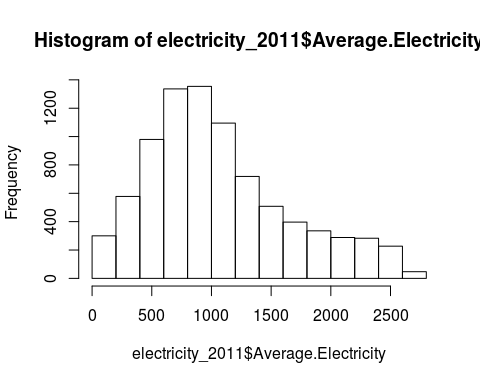 Histogram of electricity_2011$Average.Electricity
Frequency
1200
800
400
0
0 500 1000 1500 2000 2500
electricity_2011$Average.Electricity